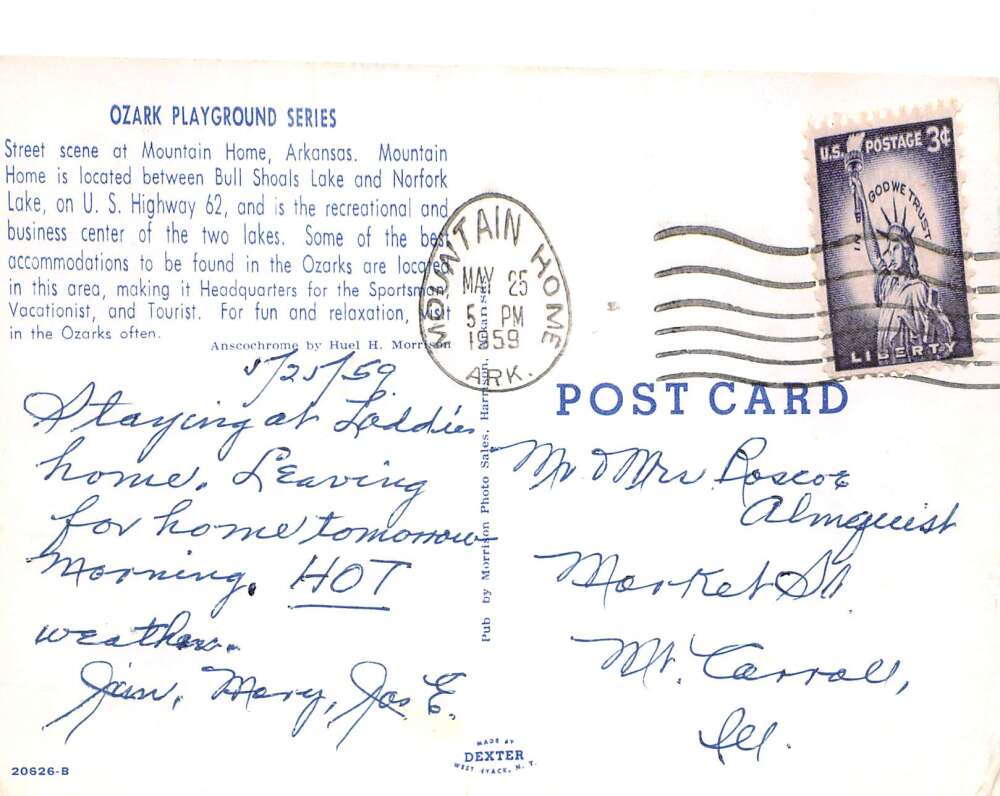 OZARK PLAYGROUND SERIES
Street scene at Mountain Home, Arkansas. Mountain
Home is located between Bull Shoals Lake and Norfork
Lake, on U. S. Highway 62, and is the recreational and
business center of the two lakes. Some of the best
accommodations to be found in the Ozarks are located
in this area, making it Headquarters for the Sportsman,
Vacationist, and Tourist. For fun and relaxation, visit
in the Ozarks often.
Anscochrome by Huel H. Morrison
5/25/59
Staying at Liddie's
home. Leaving
for home tomorrow
morning. HOT
weather.
Jim, Mary, Jos. E.
20626-B
Pub by Morrison Photo Sales, Harrison, Arkansas
MADE BY
DEXTER
WEST NYACK, N. Y.
MOUNTAIN HOME
MAY 25
5 PM
1959
ARK.
U.S. POSTAGE 3¢
IN GOD WE TRUST
LIBERTY
POST CARD
Mr & Mrs Roscoe
Almquist
Market St
Mt. Carroll,
Ill.